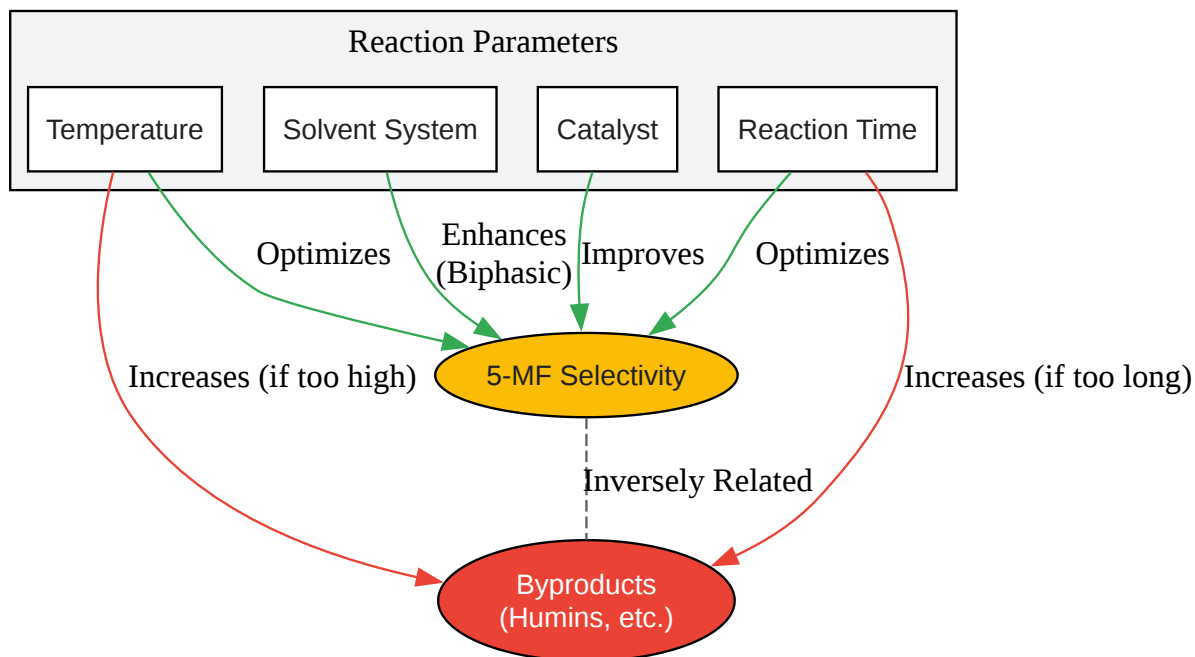 Reaction Parameters
Temperature
Solvent System
Catalyst
Reaction Time
Optimizes
Enhances
(Biphasic)
Improves
Optimizes
Increases (if too high)
5-MF Selectivity
Increases (if too long)
Inversely Related
Byproducts
(Humins, etc.)